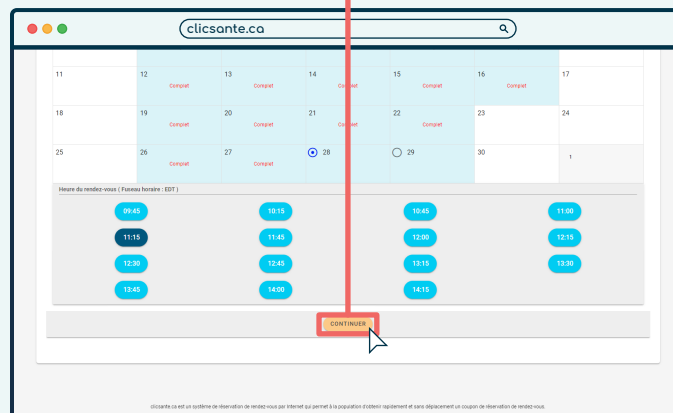 clicsante.ca
11 12 13 14 15 16 17
Complet Complet Complet Complet Complet
18 19 20 21 22 23 24
Complet Complet Complet Complet
25 26 27 28 29 30 1
Complet Complet
Heure du rendez-vous ( Fuseau horaire : EDT )
09:45 10:15 10:45 11:00
11:15 11:45 12:00 12:15
12:30 12:45 13:15 13:30
13:45 14:00 14:15
CONTINUER
clicsante.ca est un système de réservation de rendez-vous par Internet qui permet à la population d'obtenir rapidement et sans déplacement un coupon de réservation de rendez-vous.